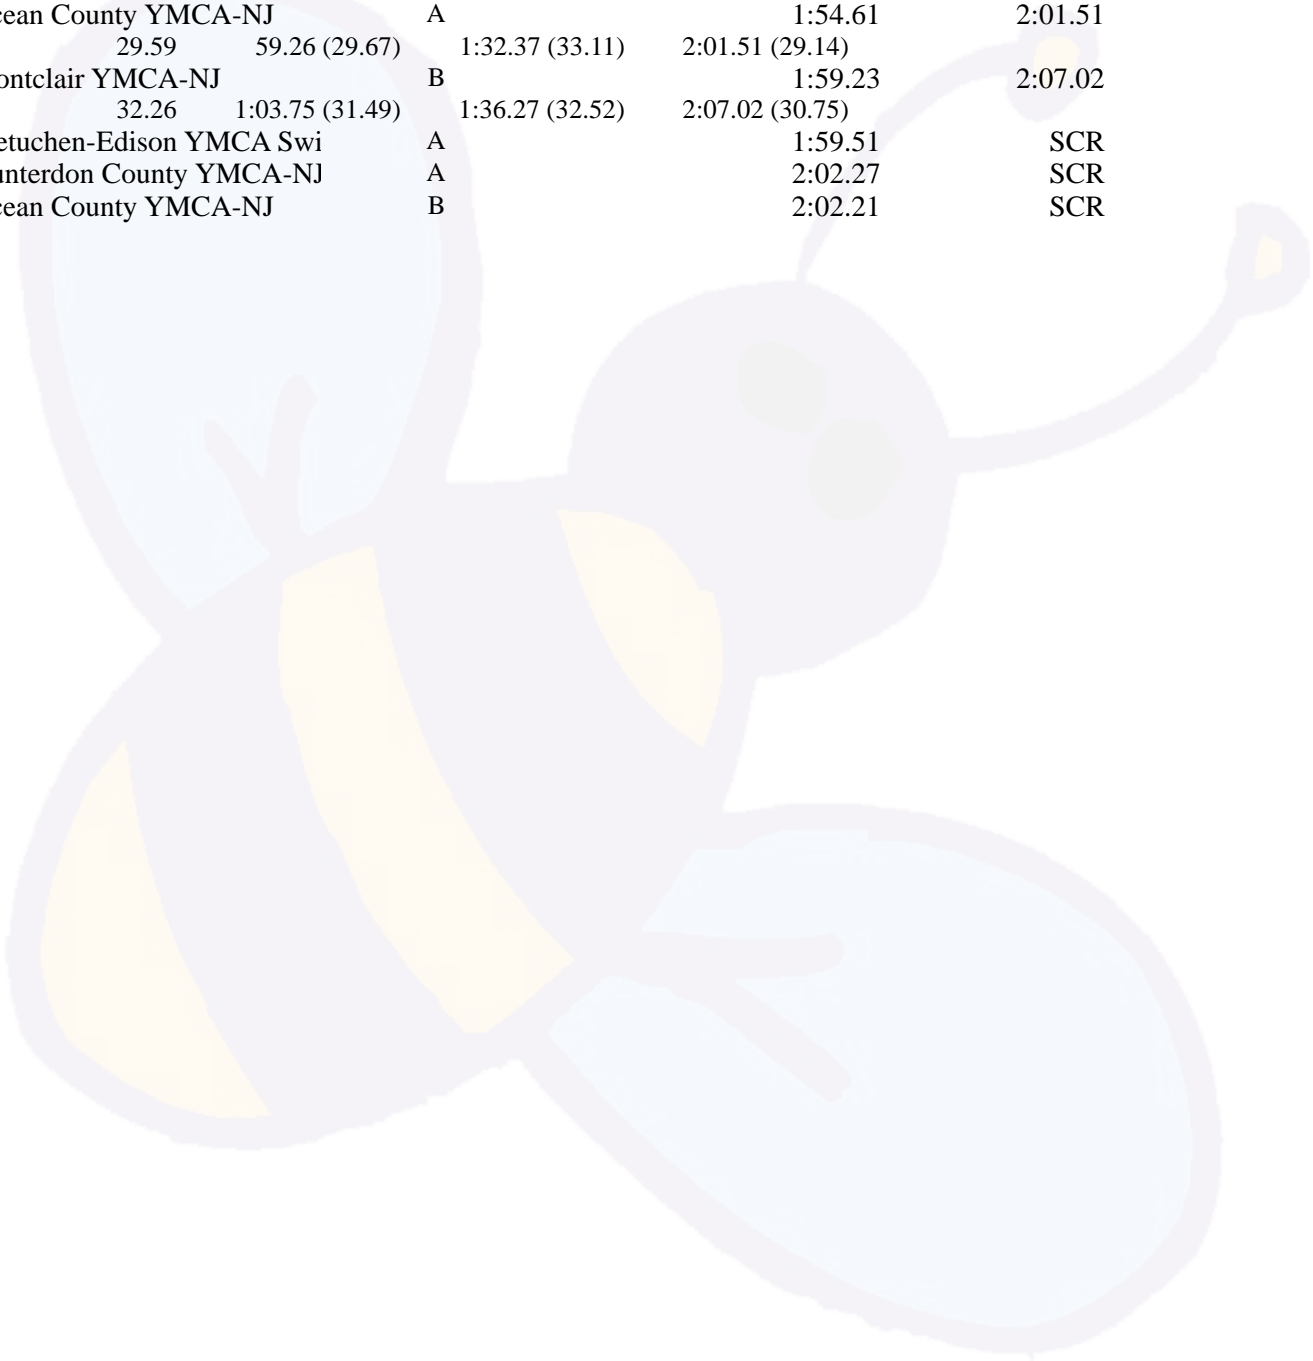 cean County YMCA-NJ A 1:54.61 2:01.51
29.59 59.26 (29.67) 1:32.37 (33.11) 2:01.51 (29.14)
ontclair YMCA-NJ B 1:59.23 2:07.02
32.26 1:03.75 (31.49) 1:36.27 (32.52) 2:07.02 (30.75)
etuchen-Edison YMCA Swi A 1:59.51 SCR
unterdon County YMCA-NJ A 2:02.27 SCR
cean County YMCA-NJ B 2:02.21 SCR